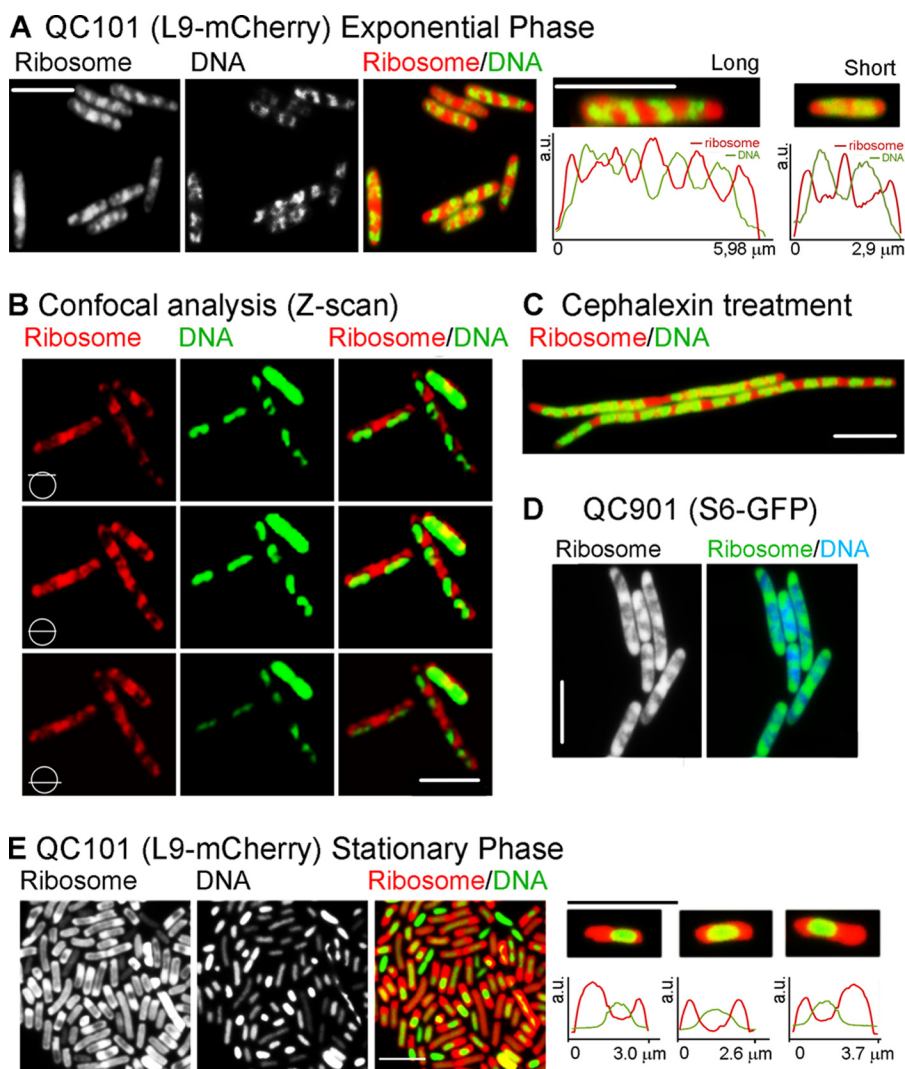 A QC101 (L9-mCherry) Exponential Phase
Ribosome DNA Ribosome/DNA Long Short
a.u. ribosome DNA a.u. ribosome DNA
0 5,98 μm 0 2,9 μm
B Confocal analysis (Z-scan)
Ribosome DNA Ribosome/DNA
C Cephalexin treatment
Ribosome/DNA
D QC901 (S6-GFP)
Ribosome Ribosome/DNA
E QC101 (L9-mCherry) Stationary Phase
Ribosome DNA Ribosome/DNA
a.u. a.u. a.u.
0 3.0 μm 0 2.6 μm 0 3.7 μm